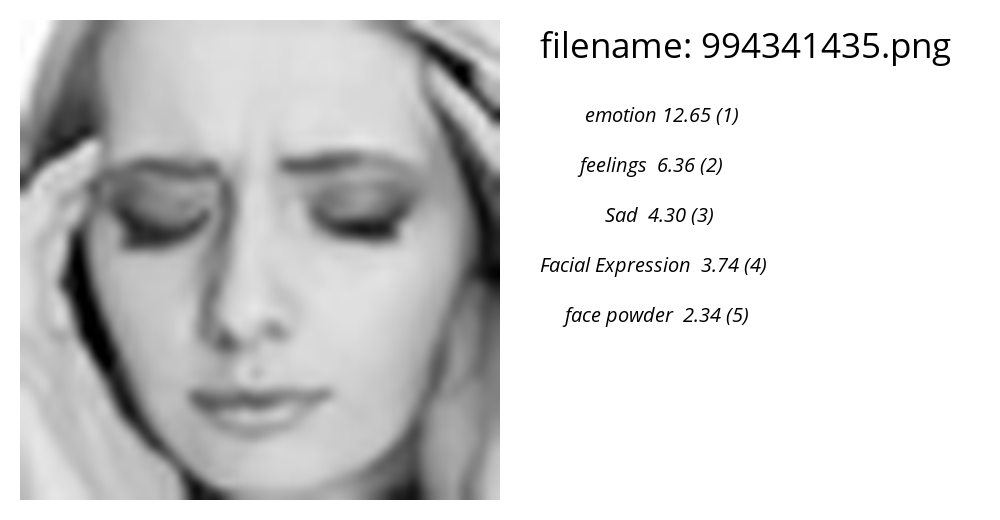 filename: 994341435.png
emotion 12.65 (1)
feelings 6.36 (2)
Sad 4.30 (3)
Facial Expression 3.74 (4)
face powder 2.34 (5)